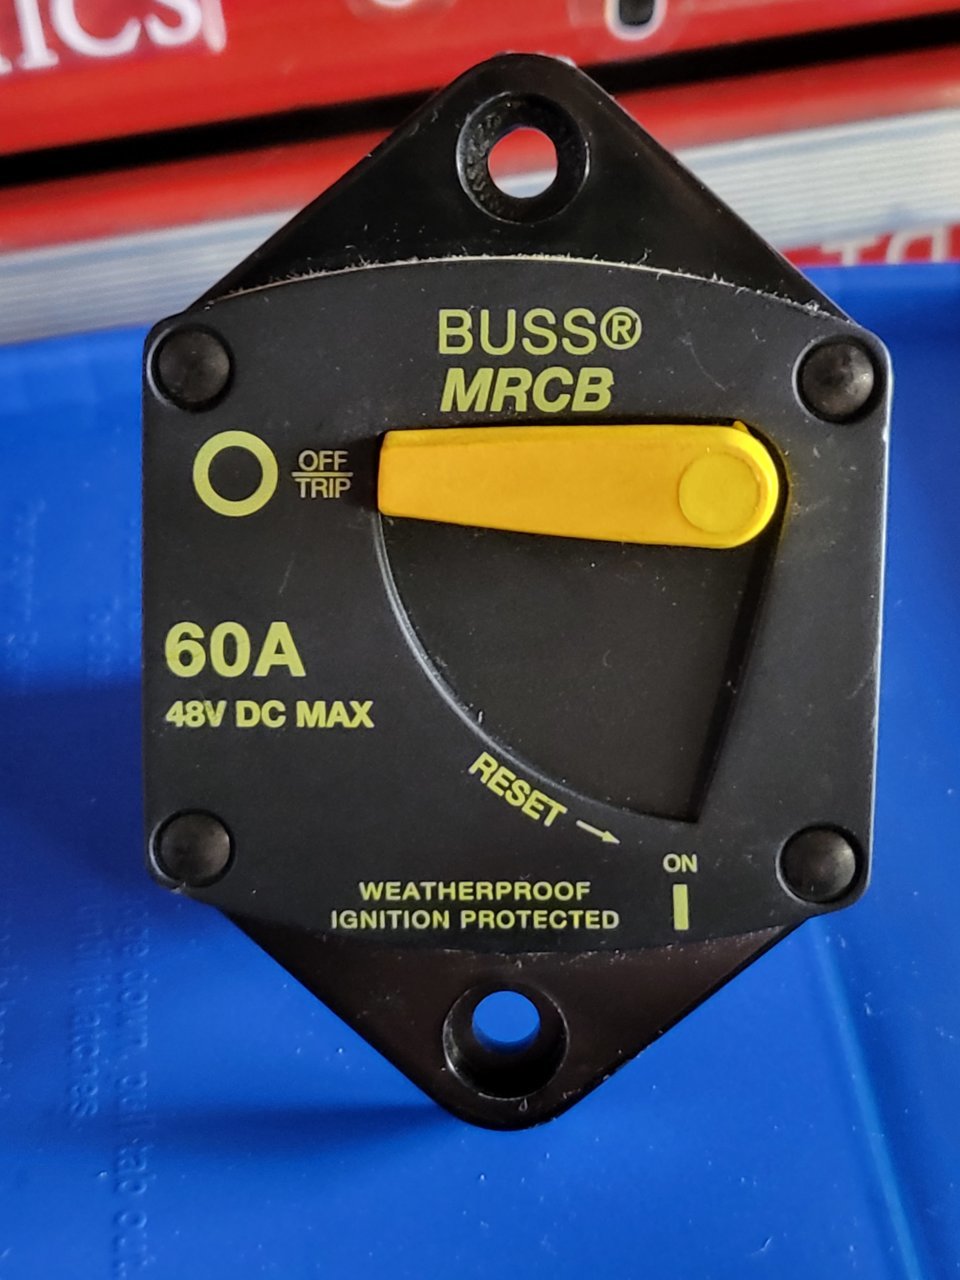 BUSS®
MRCB
OFF
TRIP
60A
48V DC MAX
RESET →
ON
WEATHERPROOF
IGNITION PROTECTED